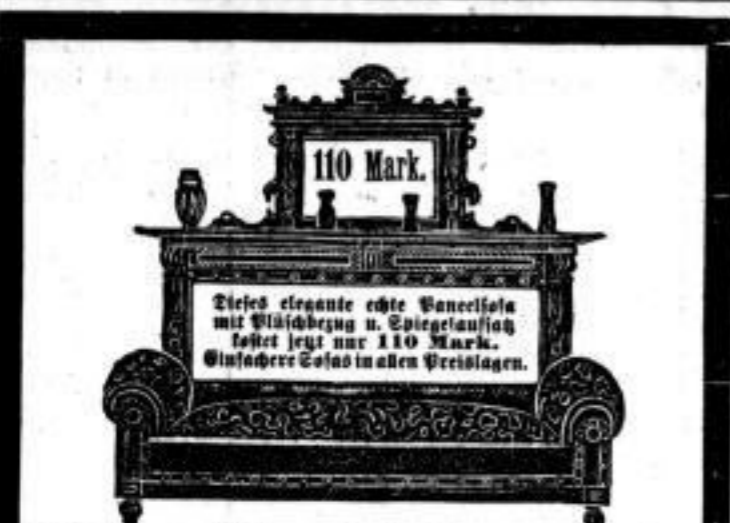 110 Mark.
Dieses elegante echte Paneelsofa
mit Plüschbezug u. Spiegelaufsatz
kostet jetzt nur 110 Mark.
Einfachere Sofas in allen Preislagen.